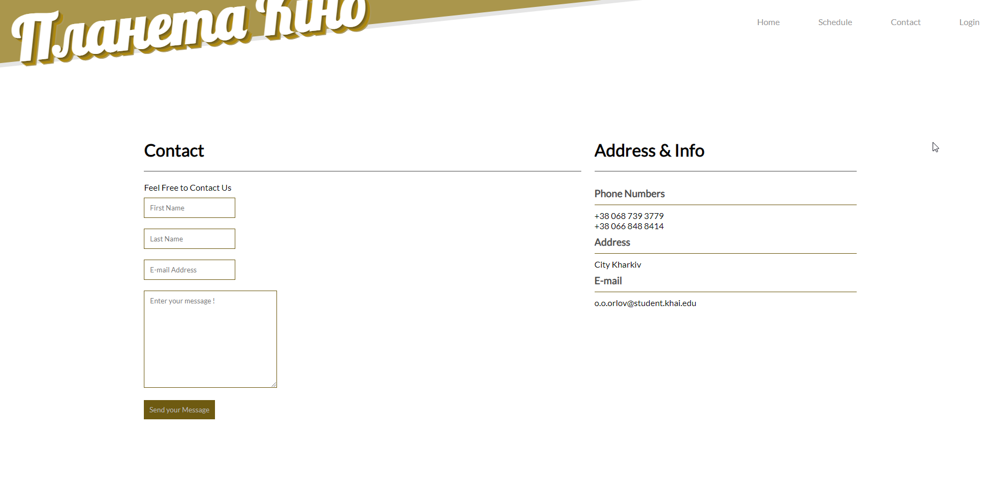 Планета Кіно
Home
Schedule
Contact
Login
Contact
Feel Free to Contact Us
First Name
Last Name
E-mail Address
Enter your message !
Send your Message
Address & Info
Phone Numbers
+38 068 739 3779
+38 066 848 8414
Address
City Kharkiv
E-mail
o.o.orlov@student.khai.edu